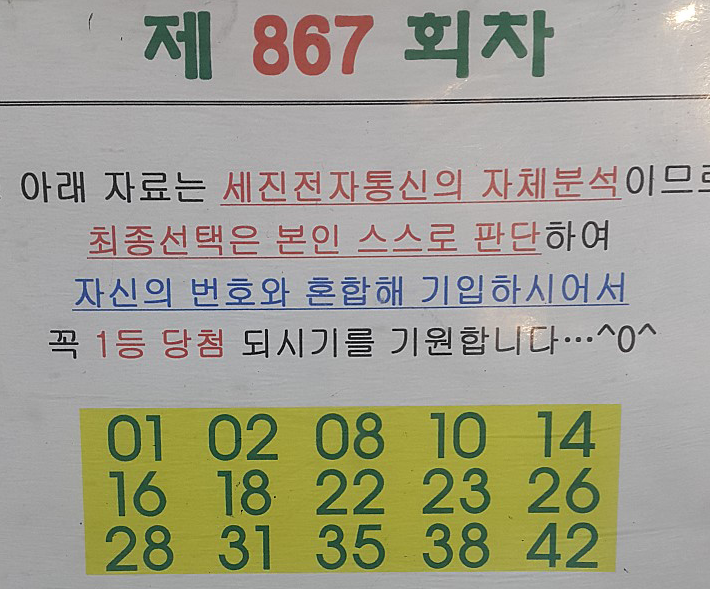 제 867 회차
아래 자료는 세진전자통신의 자체분석이므로
최종선택은 본인 스스로 판단하여
자신의 번호와 혼합해 기입하시어서
꼭 1등 당첨 되시기를 기원합니다…^0^
01 02 08 10 14
16 18 22 23 26
28 31 35 38 42